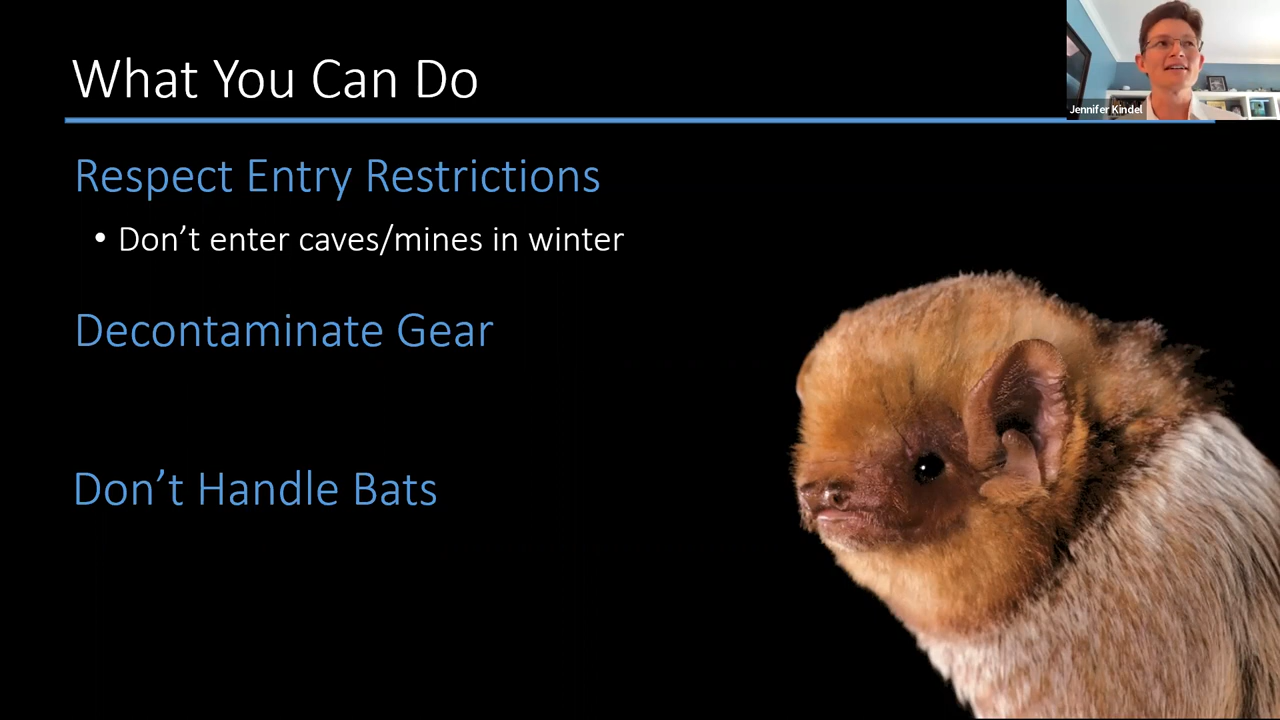 What You Can Do
Jennifer Kindel
Respect Entry Restrictions
• Don’t enter caves/mines in winter
Decontaminate Gear
Don’t Handle Bats